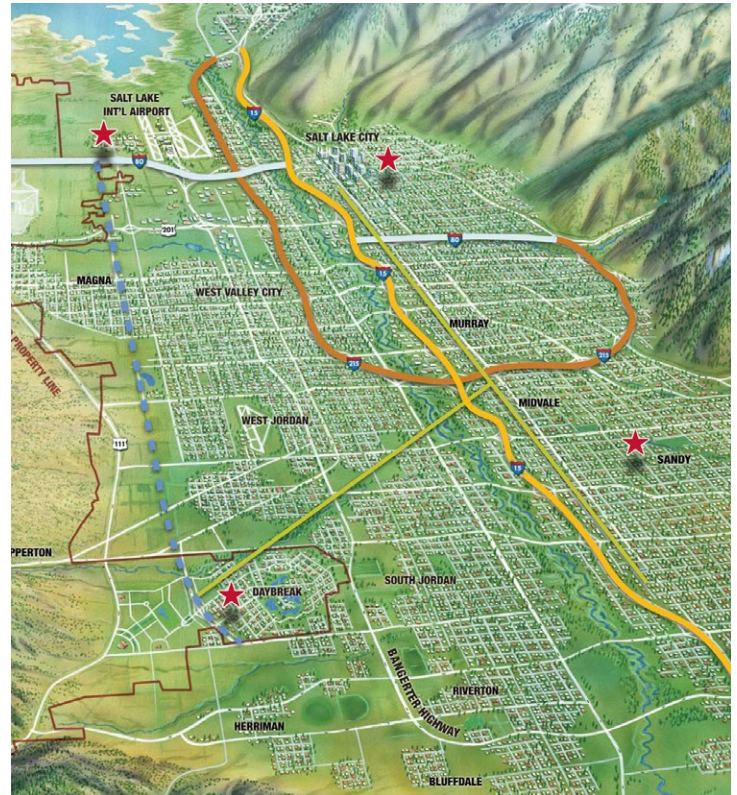 SALT LAKE
INT'L AIRPORT
15
SALT LAKE CITY
80
201
80
MAGNA
15
WEST VALLEY CITY
MURRAY
PROPERTY LINE
215
215
MIDVALE
WEST JORDAN
111
SANDY
15
PPERTON
SOUTH JORDAN
DAYBREAK
BANGERTER HIGHWAY
RIVERTON
HERRIMAN
BLUFFDALE